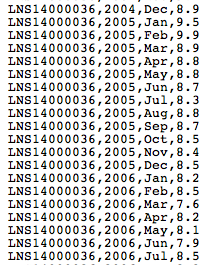 LNS14000036,2004,Dec,8.9
LNS14000036,2005,Jan,9.5
LNS14000036,2005,Feb,9.9
LNS14000036,2005,Mar,8.9
LNS14000036,2005,Apr,8.8
LNS14000036,2005,May,8.8
LNS14000036,2005,Jun,8.7
LNS14000036,2005,Jul,8.3
LNS14000036,2005,Aug,8.8
LNS14000036,2005,Sep,8.7
LNS14000036,2005,Oct,8.5
LNS14000036,2005,Nov,8.4
LNS14000036,2005,Dec,8.5
LNS14000036,2006,Jan,8.2
LNS14000036,2006,Feb,8.5
LNS14000036,2006,Mar,7.6
LNS14000036,2006,Apr,8.2
LNS14000036,2006,May,8.1
LNS14000036,2006,Jun,7.9
LNS14000036,2006,Jul,8.5